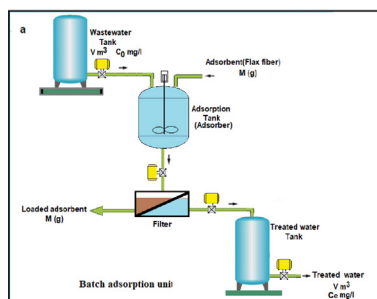 a
Wastewater
Tank
V m³ C₀ mg/l
Adsorbent(Flax fiber)
M (g)
Adsorption
Tank
(Adsorber)
Loaded adsorbent
M (g)
Filter
Treated water
Tank
Batch adsorption unit
Treated water
V m³
Ce mg/l